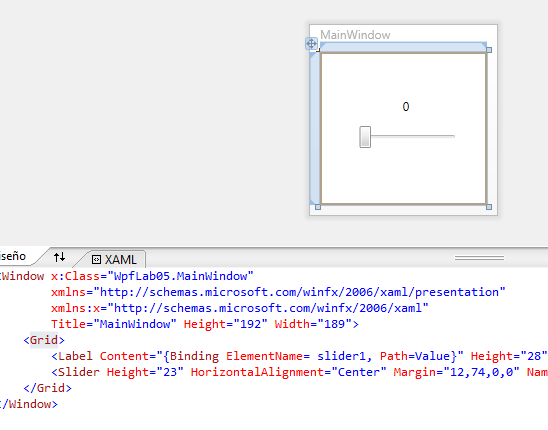 MainWindow
0
seño
XAML
Window x:Class="WpfLab05.MainWindow"
xmlns="http://schemas.microsoft.com/winfx/2006/xaml/presentation"
xmlns:x="http://schemas.microsoft.com/winfx/2006/xaml"
Title="MainWindow" Height="192" Width="189">
<Grid>
<Label Content="{Binding ElementName= slider1, Path=Value}" Height="28"
<Slider Height="23" HorizontalAlignment="Center" Margin="12,74,0,0" Nam
</Grid>
</Window>